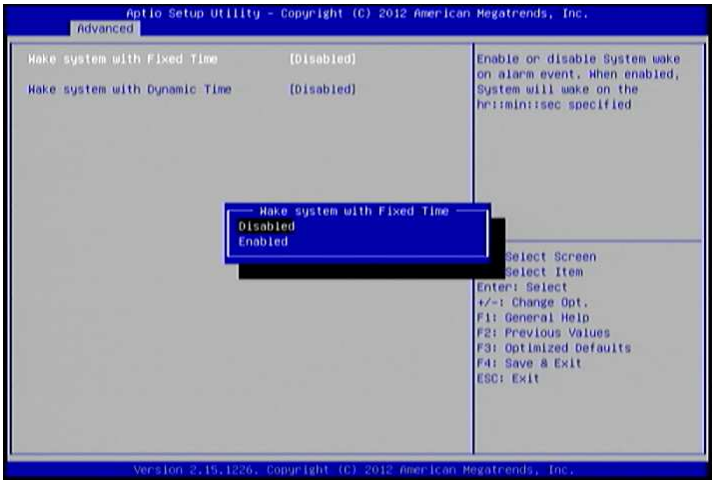 Aptio Setup Utility - Copyright (C) 2012 American Megatrends, Inc.
Advanced
Wake system with Fixed Time [Disabled]
Wake system with Dynamic Time [Disabled]
Enable or disable System wake
on alarm event. When enabled,
System will wake on the
hr::min::sec specified
Wake system with Fixed Time
Disabled
Enabled
Select Screen
Select Item
Enter: Select
+/-: Change Opt.
F1: General Help
F2: Previous Values
F3: Optimized Defaults
F4: Save & Exit
ESC: Exit
Version 2.15.1226. Copyright (C) 2012 American Megatrends, Inc.